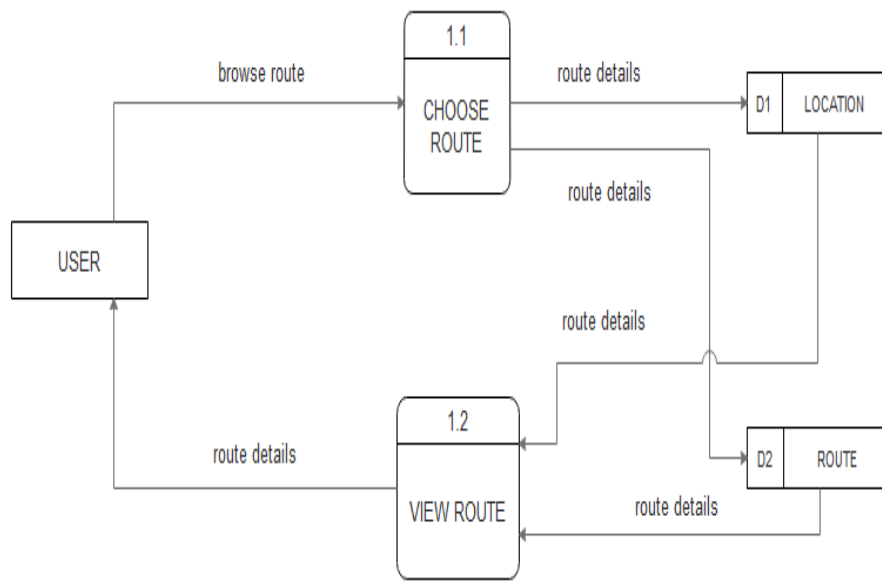 1.1
browse route
route details
CHOOSE
ROUTE
D1
LOCATION
route details
USER
route details
1.2
route details
D2
ROUTE
VIEW ROUTE
route details